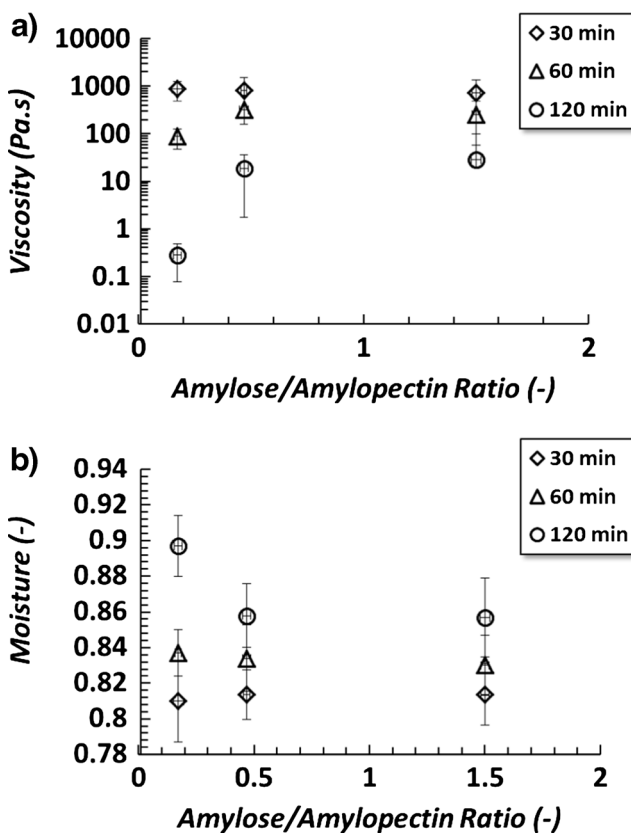 a)
10000
1000
100
10
1
0.1
0.01
Viscosity (Pa.s)
0
1
2
Amylose/Amylopectin Ratio (-)
30 min
60 min
120 min
b)
0.94
0.92
0.9
0.88
0.86
0.84
0.82
0.8
0.78
Moisture (-)
0
0.5
1
1.5
2
Amylose/Amylopectin Ratio (-)
30 min
60 min
120 min